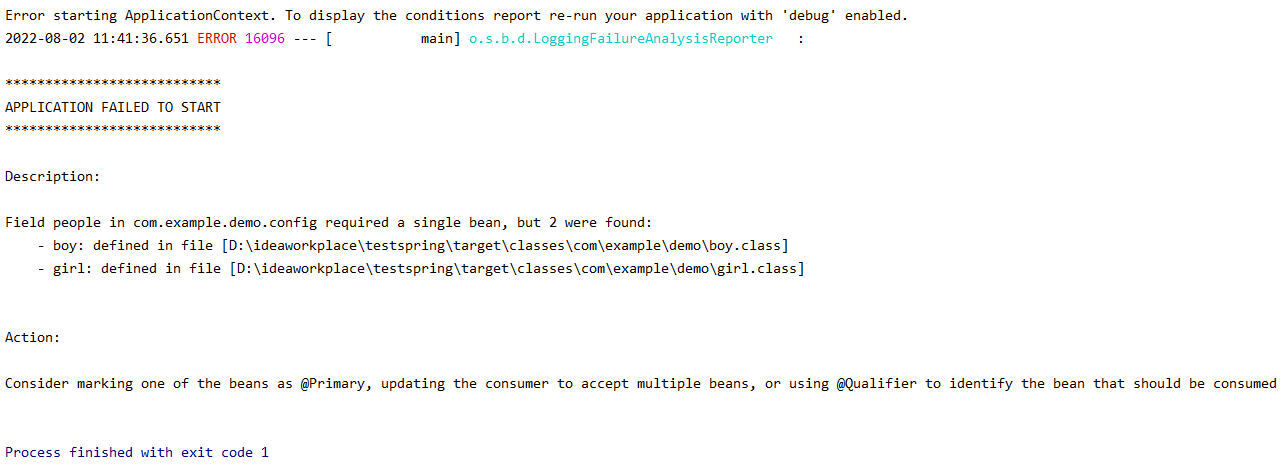 Error starting ApplicationContext. To display the conditions report re-run your application with 'debug' enabled.
2022-08-02 11:41:36.651 ERROR 16096 --- [           main] o.s.b.d.LoggingFailureAnalysisReporter   :
***************************
APPLICATION FAILED TO START
***************************
Description:
Field people in com.example.demo.config required a single bean, but 2 were found:
    - boy: defined in file [D:\ideaworkplace\testspring\target\classes\com\example\demo\boy.class]
    - girl: defined in file [D:\ideaworkplace\testspring\target\classes\com\example\demo\girl.class]
Action:
Consider marking one of the beans as @Primary, updating the consumer to accept multiple beans, or using @Qualifier to identify the bean that should be consumed
Process finished with exit code 1